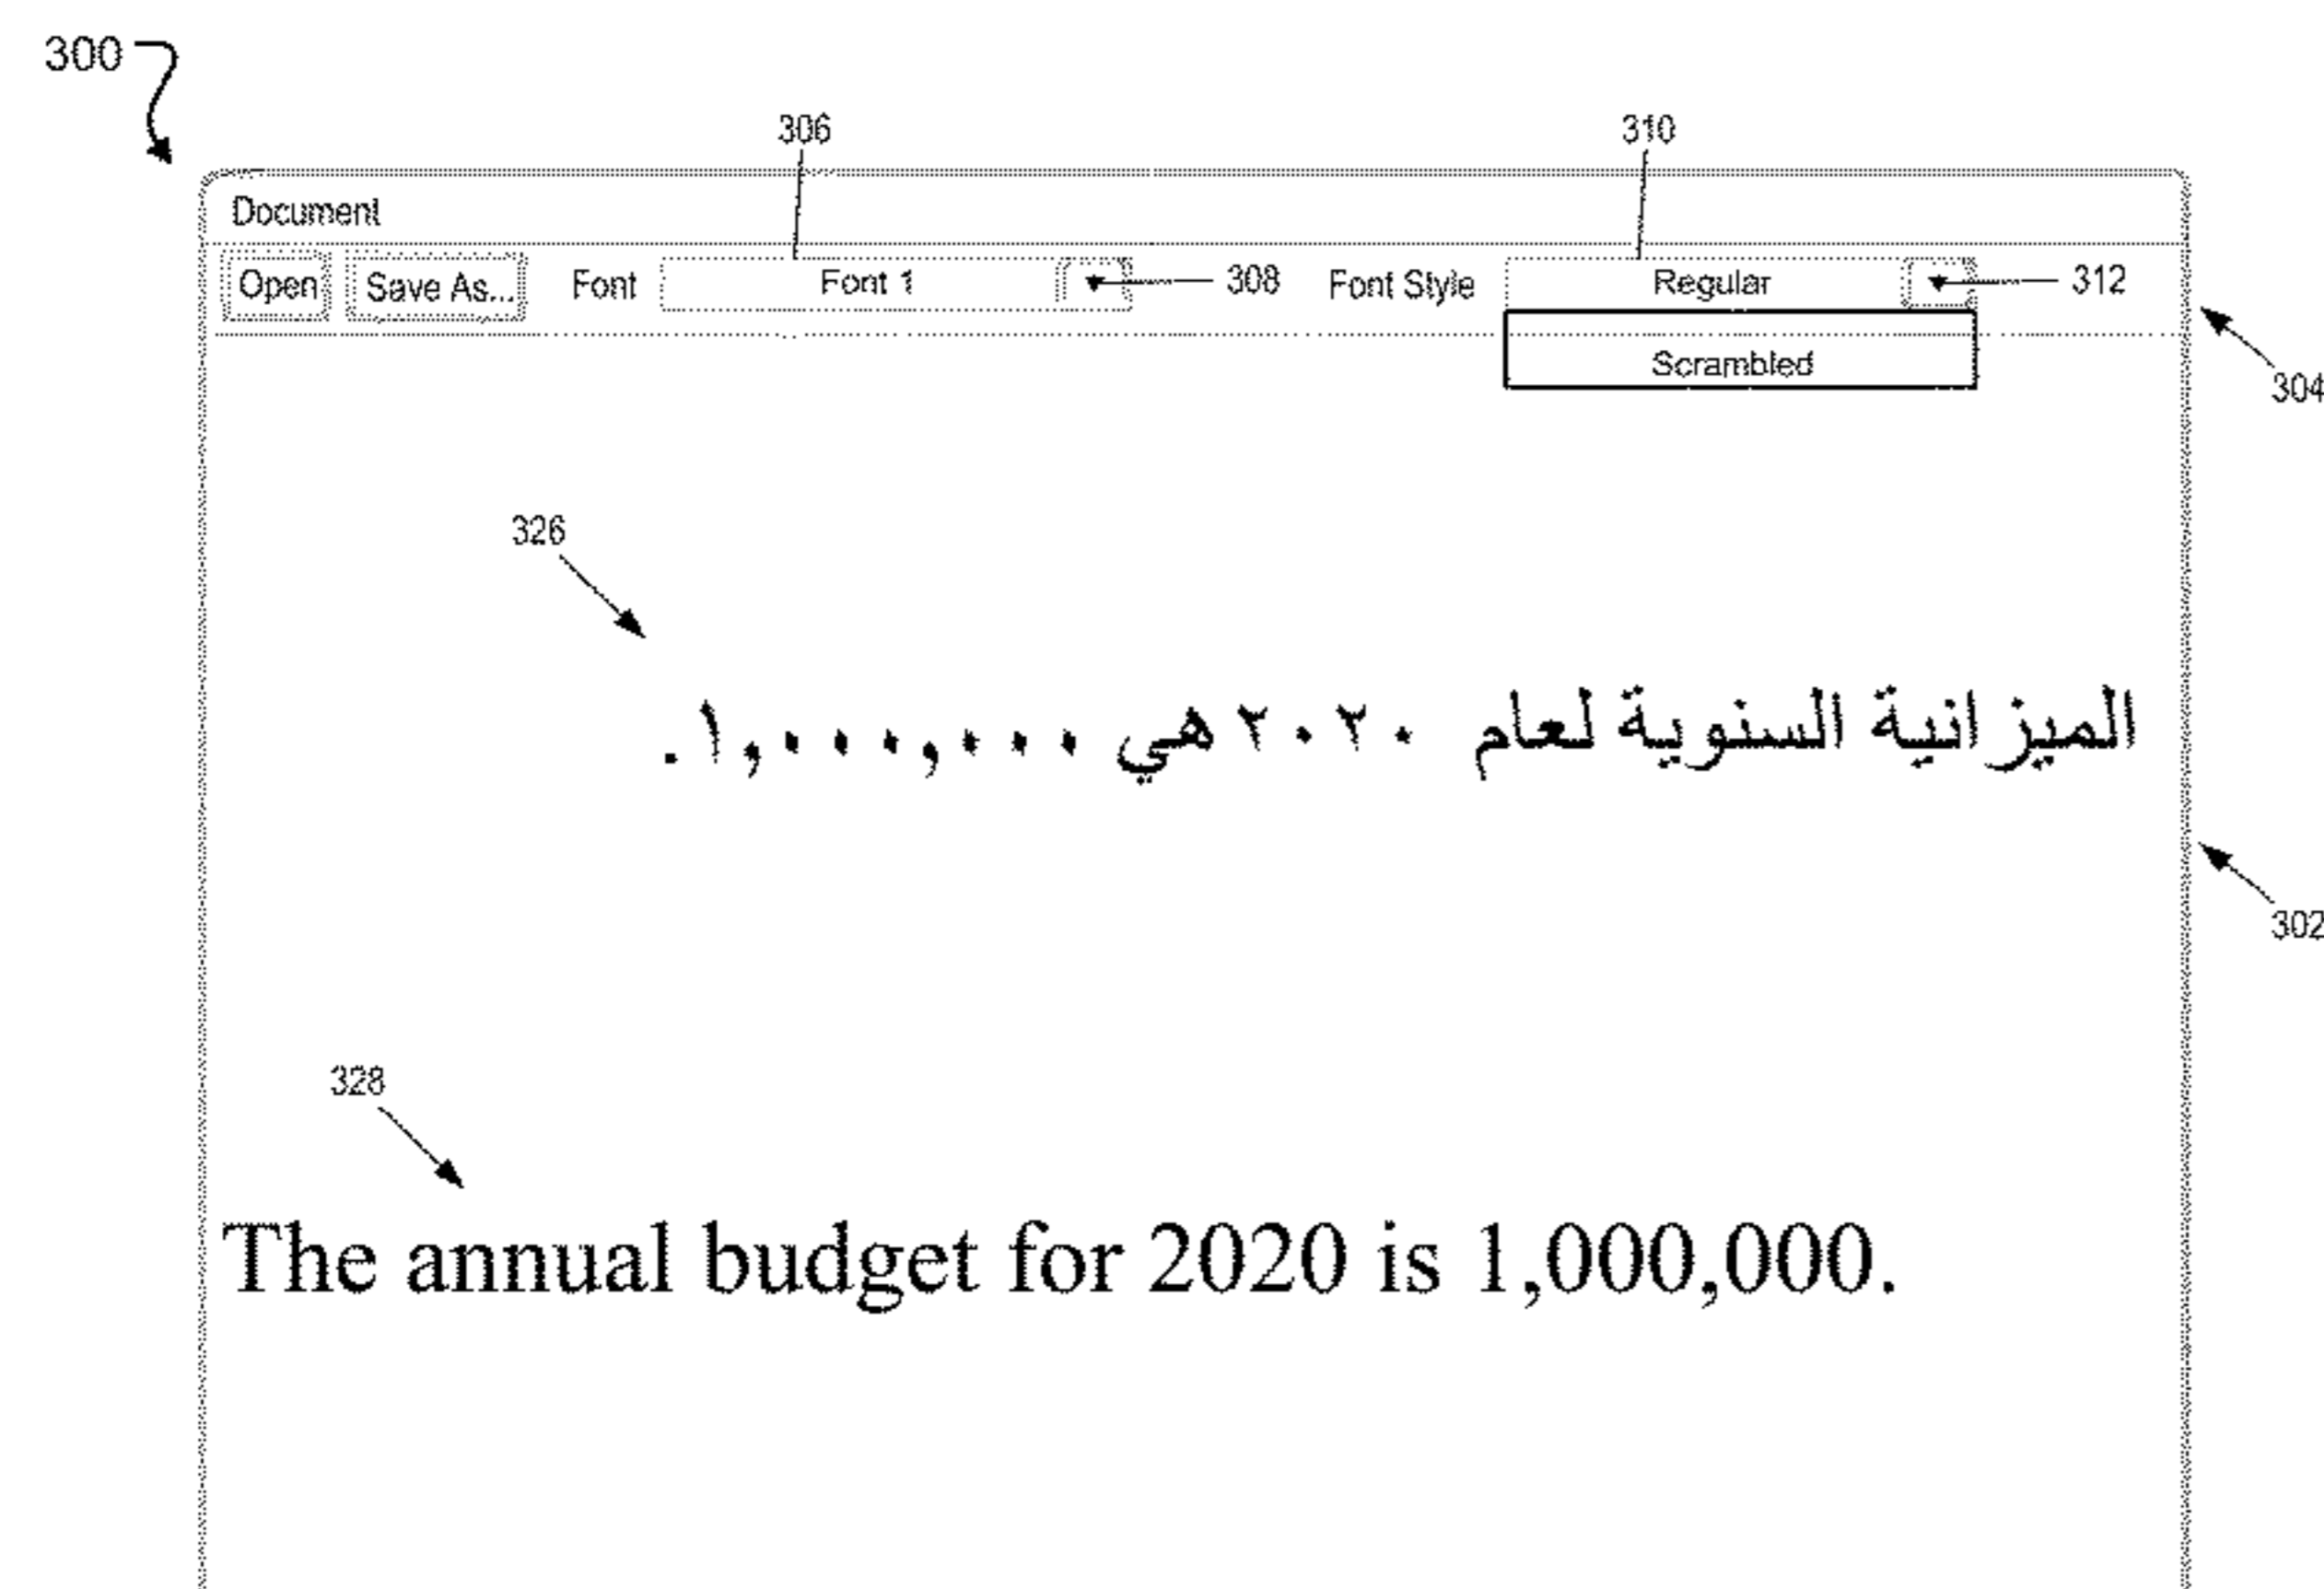 300
306 310
Document
Open Save As... Font Font 1 308 Font Style Regular 312
Scrambled
304
326
الميزانية السنوية لعام ٢٠٢٠ هي ١,٠٠٠,٠٠٠.
302
328
The annual budget for 2020 is 1,000,000.